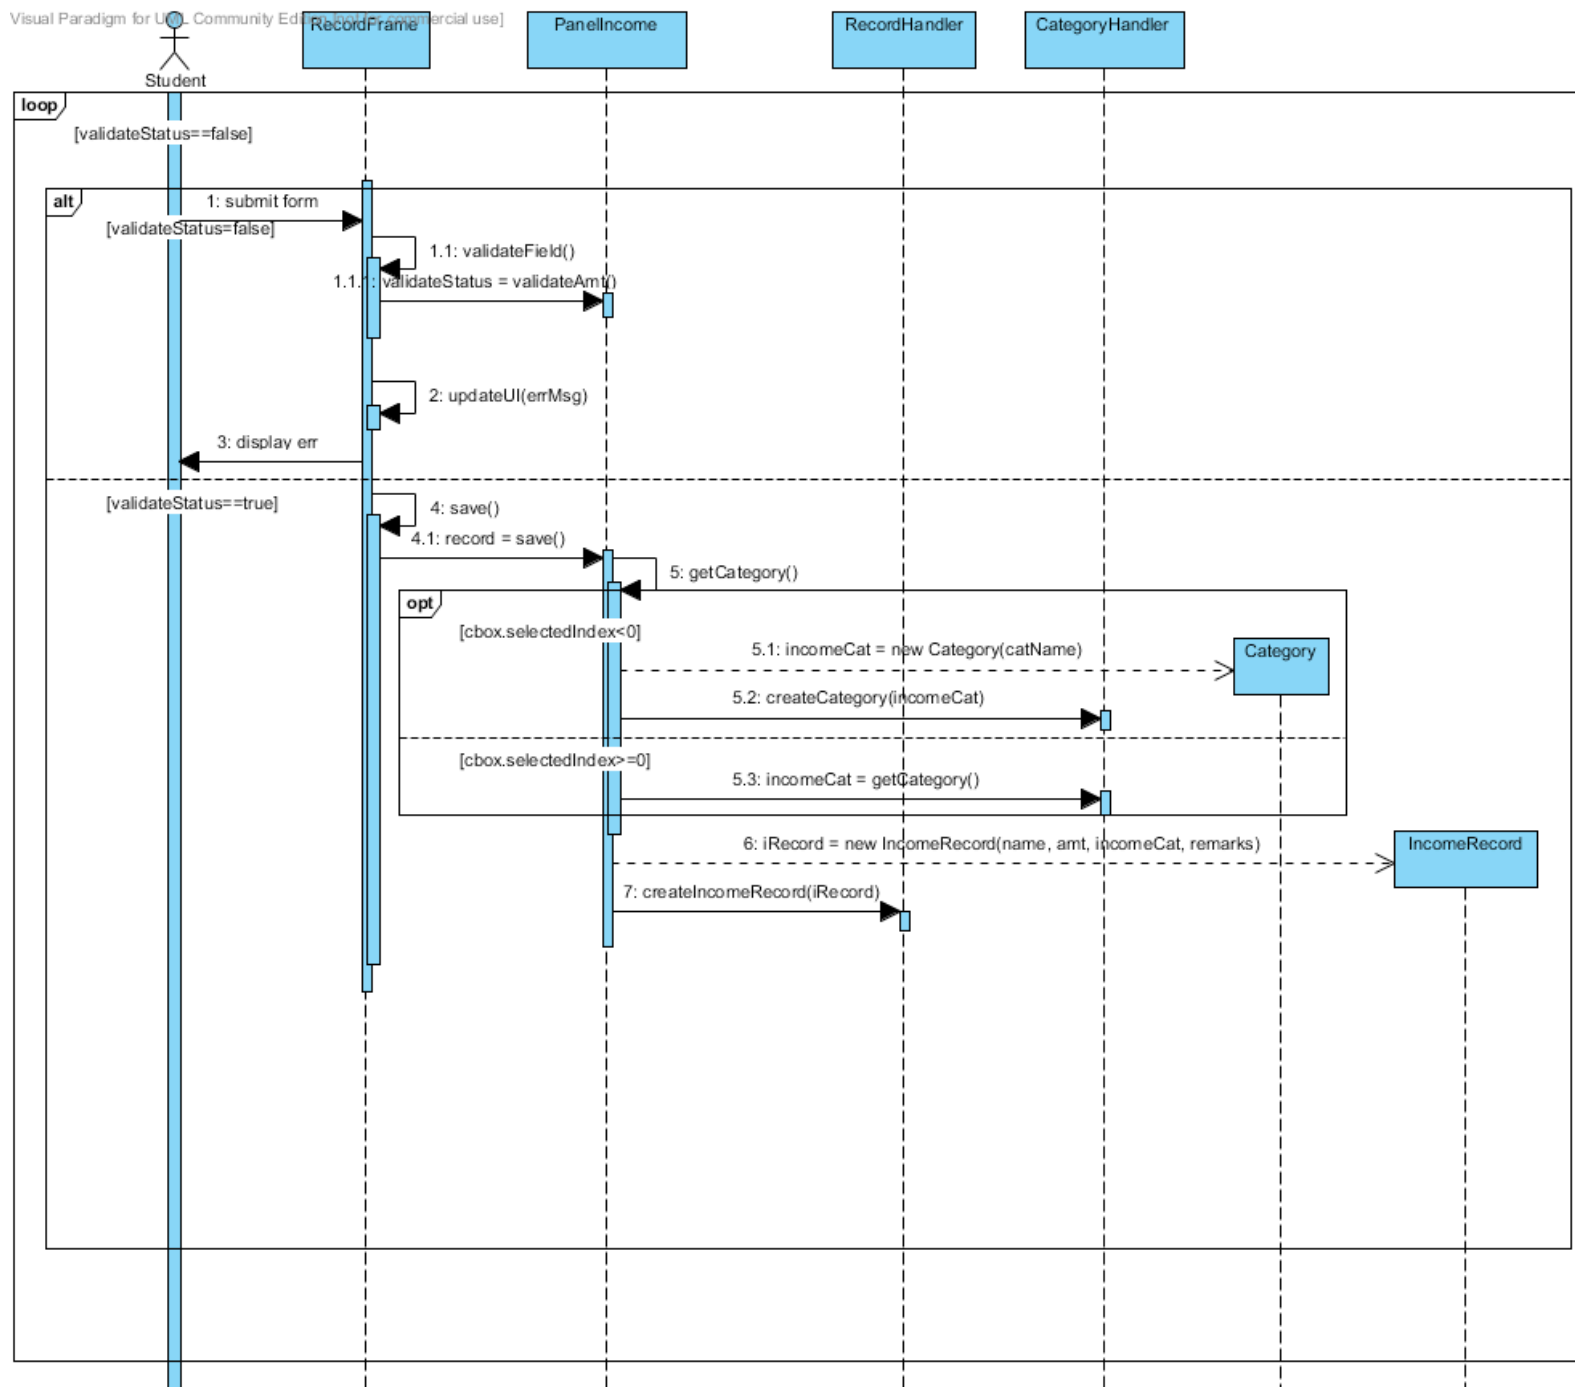 Visual Paradigm for UML Community Edition [not for commercial use]
Student
RecordFrame
PanelIncome
RecordHandler
CategoryHandler
loop
[validateStatus==false]
alt
1: submit form
[validateStatus=false]
1.1: validateField()
1.1.1: validateStatus = validateAmt()
2: updateUI(errMsg)
3: display err
[validateStatus==true]
4: save()
4.1: record = save()
5: getCategory()
opt
[cbox.selectedIndex<0]
5.1: incomeCat = new Category(catName)
Category
5.2: createCategory(incomeCat)
[cbox.selectedIndex>=0]
5.3: incomeCat = getCategory()
6: iRecord = new IncomeRecord(name, amt, incomeCat, remarks)
IncomeRecord
7: createIncomeRecord(iRecord)